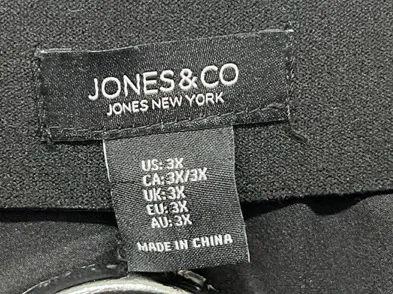 JONES&CO
JONES NEW YORK
US: 3X
CA: 3X/3X
UK: 3X
EU: 3X
AU: 3X
MADE IN CHINA